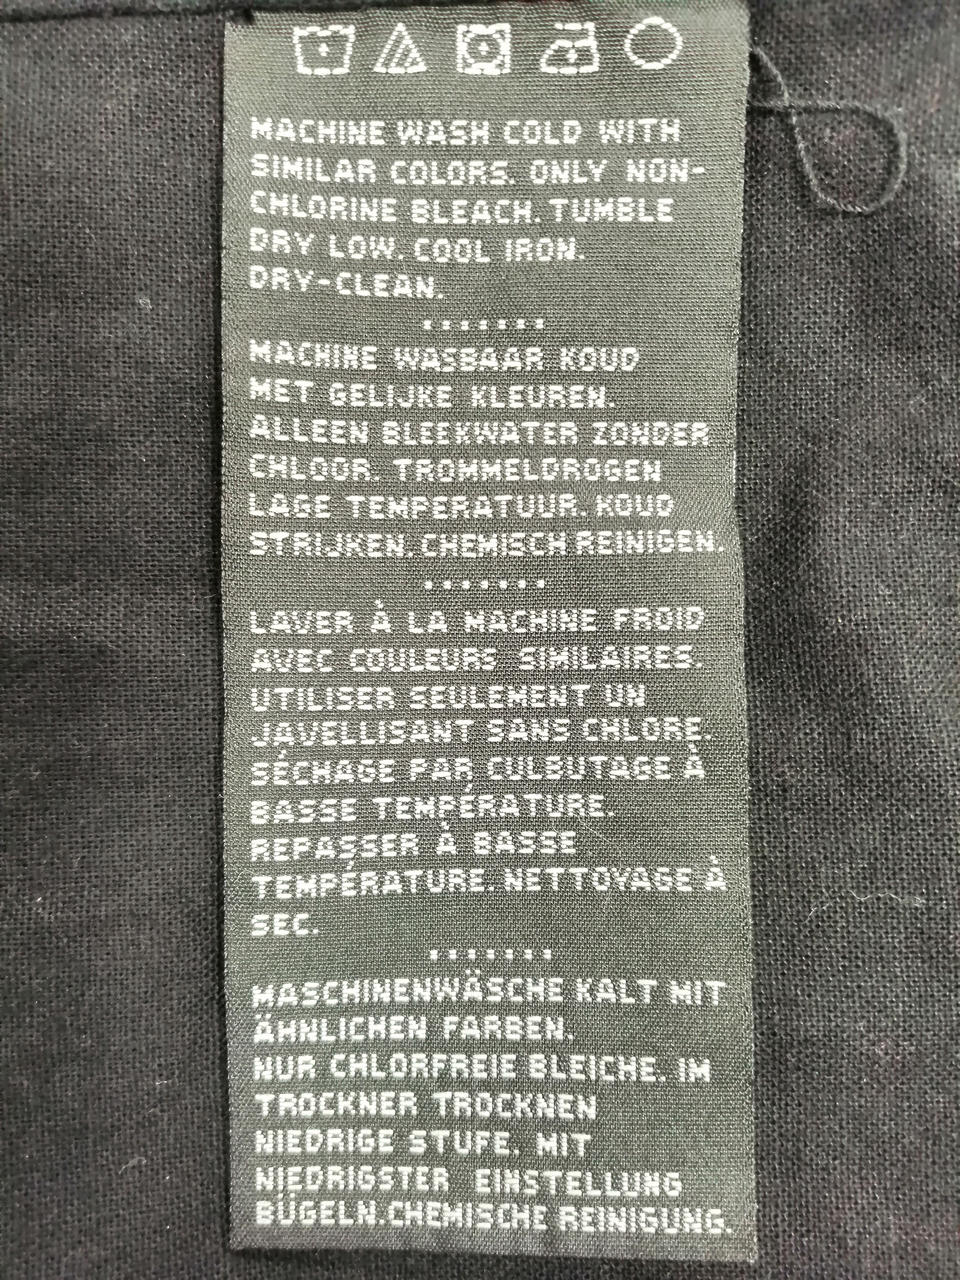 MACHINE WASH COLD WITH
SIMILAR COLORS. ONLY NON-
CHLORINE BLEACH. TUMBLE
DRY LOW. COOL IRON.
DRY-CLEAN.
.......
MACHINE WASBAAR KOUD
MET GELIJKE KLEUREN.
ALLEEN BLEEKWATER ZONDER
CHLOOR. TROMMELDROGEN
LAGE TEMPERATUUR. KOUD
STRIJKEN. CHEMISCH REINIGEN.
.......
LAVER À LA MACHINE FROID
AVEC COULEURS SIMILAIRES.
UTILISER SEULEMENT UN
JAVELLISANT SANS CHLORE.
SÉCHAGE PAR CULBUTAGE À
BASSE TEMPÉRATURE.
REPASSER À BASSE
TEMPÉRATURE. NETTOYAGE À
SEC.
.......
MASCHINENWÄSCHE KALT MIT
ÄHNLICHEN FARBEN.
NUR CHLORFREIE BLEICHE. IM
TROCKNER TROCKNEN
NIEDRIGE STUFE. MIT
NIEDRIGSTER EINSTELLUNG
BÜGELN.CHEMISCHE REINIGUNG.